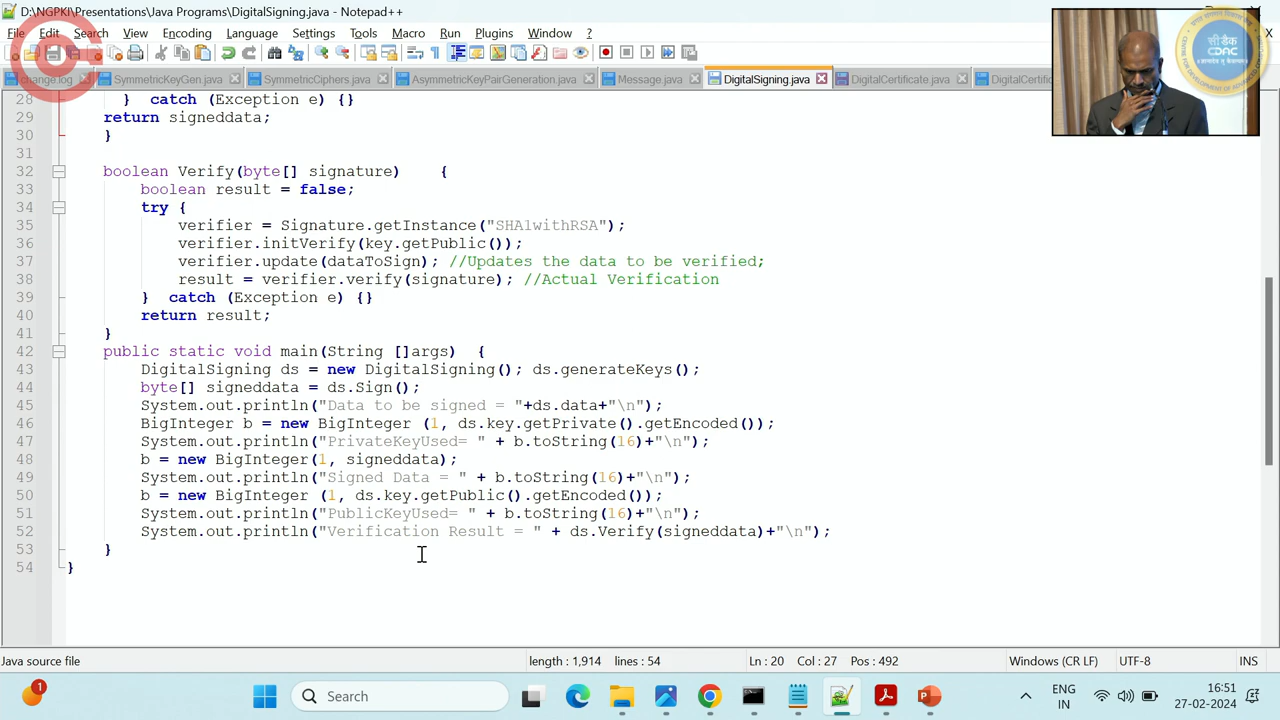 D:\NGPKI\Presentations\Java Programs\DigitalSigning.java - Notepad++
File Edit Search View Encoding Language Settings Tools Macro Run Plugins Window ?
X
change.log SymmetricKeyGen.java SymmetricCiphers.java AsymmetricKeyPairGeneration.java Message.java DigitalSigning.java DigitalCertificate.java DigitalCertific
सी डैक
CDAC
28 } catch (Exception e) {}
29 return signeddata;
30 }
31
32 boolean Verify(byte[] signature) {
33 boolean result = false;
34 try {
35 verifier = Signature.getInstance("SHA1withRSA");
36 verifier.initVerify(key.getPublic());
37 verifier.update(dataToSign); //Updates the data to be verified;
38 result = verifier.verify(signature); //Actual Verification
39 } catch (Exception e) {}
40 return result;
41 }
42 public static void main(String []args) {
43 DigitalSigning ds = new DigitalSigning(); ds.generateKeys();
44 byte[] signeddata = ds.Sign();
45 System.out.println("Data to be signed = "+ds.data+"\n");
46 BigInteger b = new BigInteger (1, ds.key.getPrivate().getEncoded());
47 System.out.println("PrivateKeyUsed= " + b.toString(16)+"\n");
48 b = new BigInteger(1, signeddata);
49 System.out.println("Signed Data = " + b.toString(16)+"\n");
50 b = new BigInteger (1, ds.key.getPublic().getEncoded());
51 System.out.println("PublicKeyUsed= " + b.toString(16)+"\n");
52 System.out.println("Verification Result = " + ds.Verify(signeddata)+"\n");
53 }
54 }
Java source file length : 1,914 lines : 54 Ln : 20 Col : 27 Pos : 492 Windows (CR LF) UTF-8 INS
1 Search ENG 16:51
IN 27-02-2024